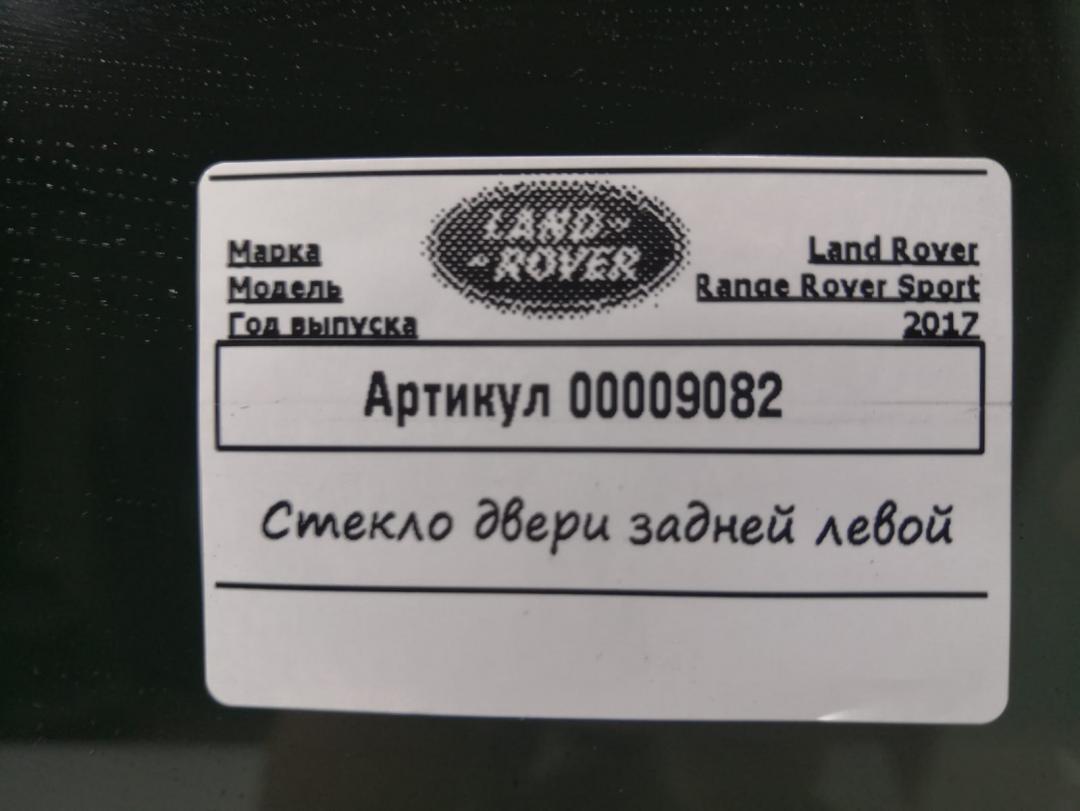 LAND-
-ROVER
Марка Land Rover
Модель Range Rover Sport
Год выпуска 2017
Артикул 00009082
Стекло двери задней левой